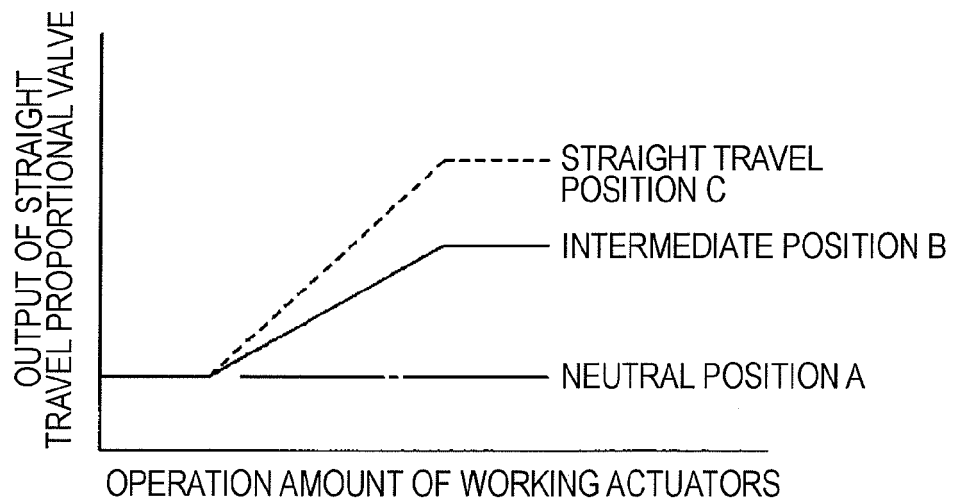 OUTPUT OF STRAIGHT
TRAVEL PROPORTIONAL VALVE
STRAIGHT TRAVEL
POSITION C
INTERMEDIATE POSITION B
NEUTRAL POSITION A
OPERATION AMOUNT OF WORKING ACTUATORS